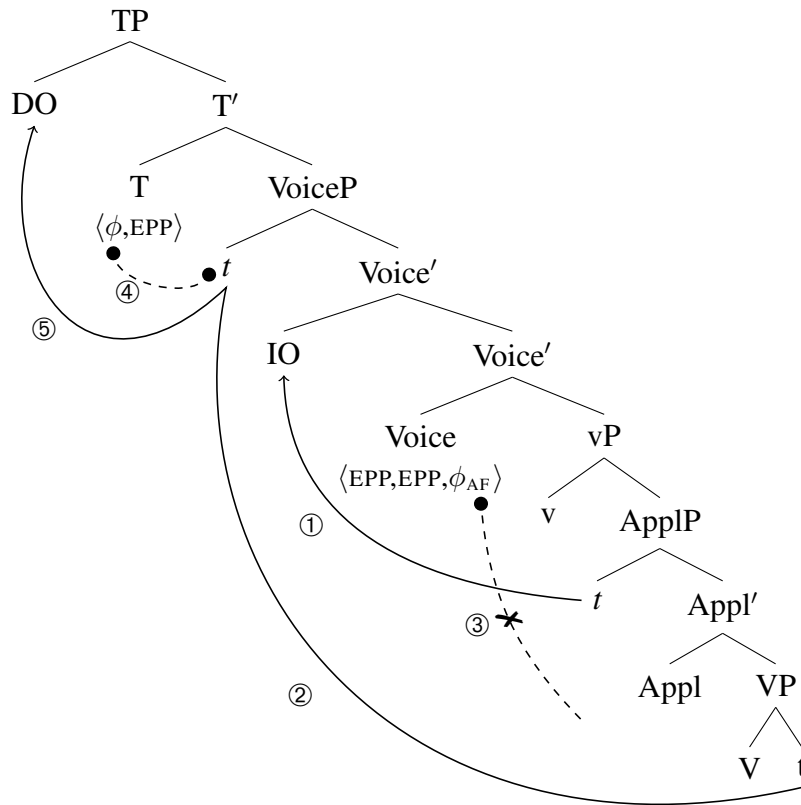 TP
DO T′
T VoiceP
⟨ϕ,EPP⟩
t Voice′
④
⑤
IO Voice′
Voice vP
⟨EPP,EPP,ϕAF⟩
v ApplP
①
t Appl′
③
②
Appl VP
V t